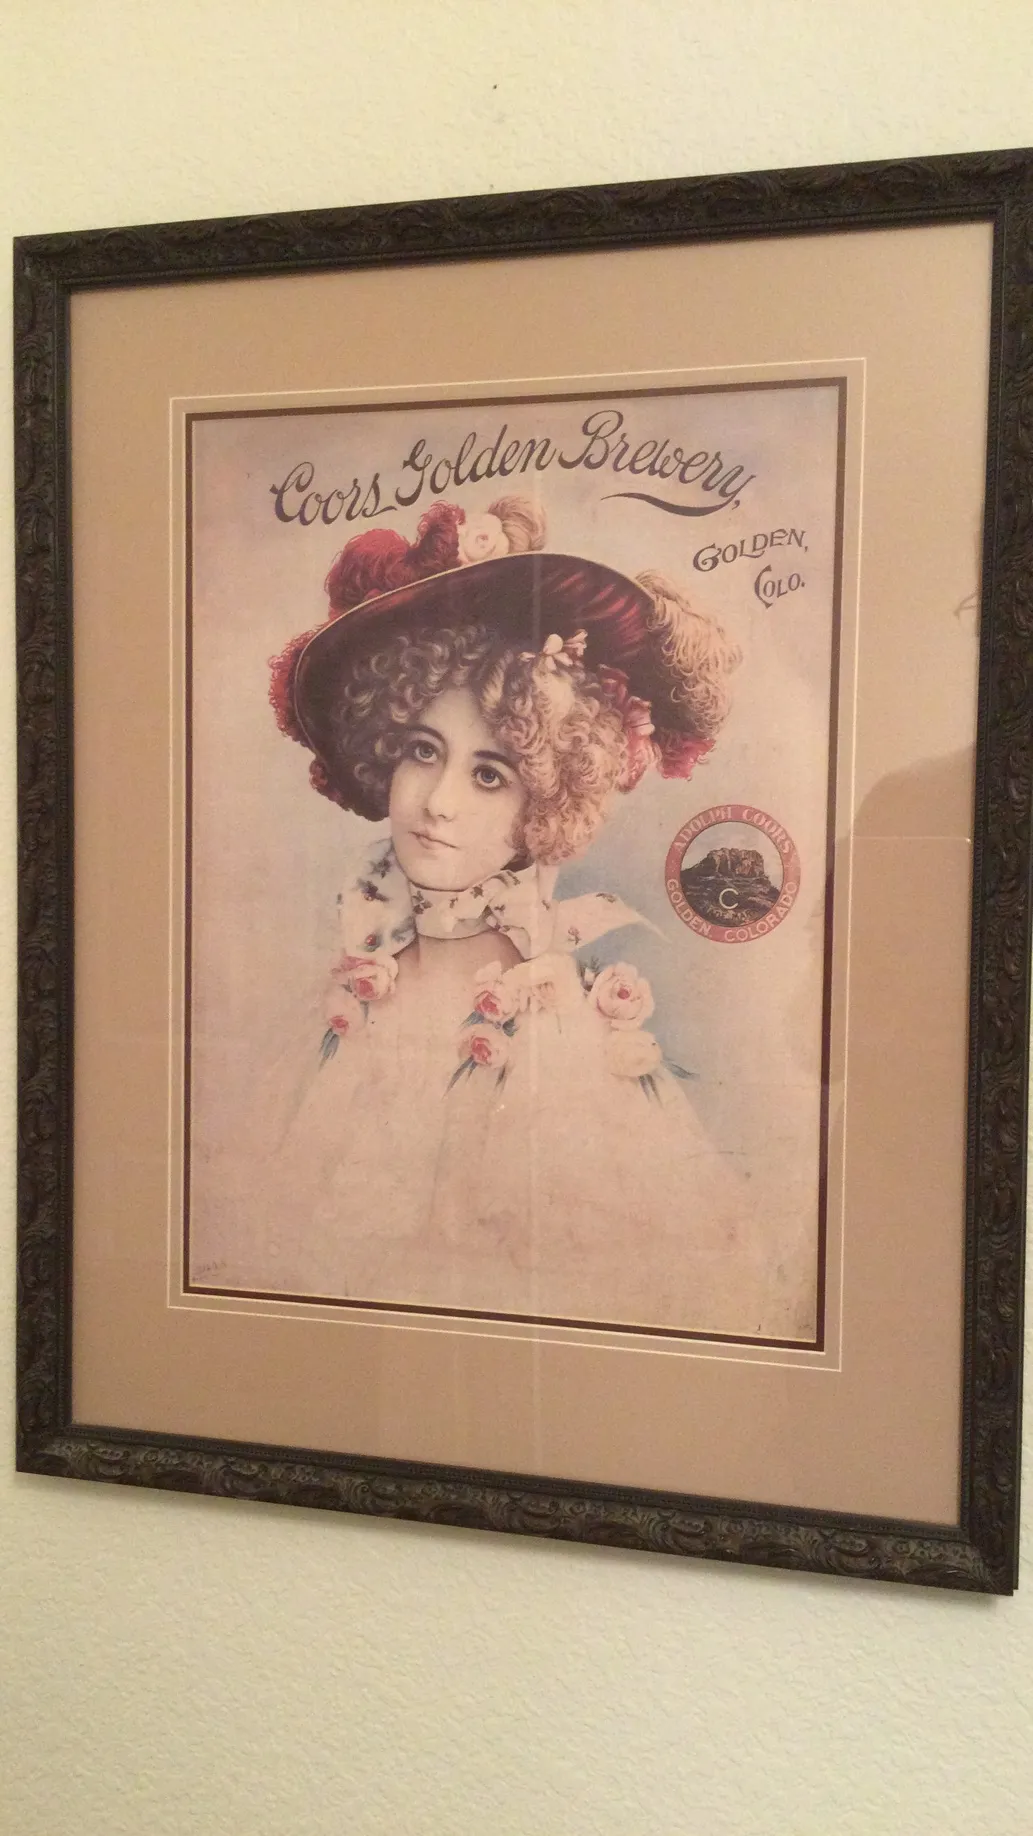 Coors Golden Brewery,
GOLDEN,
COLO.
ADOLPH COORS
C
GOLDEN, COLORADO